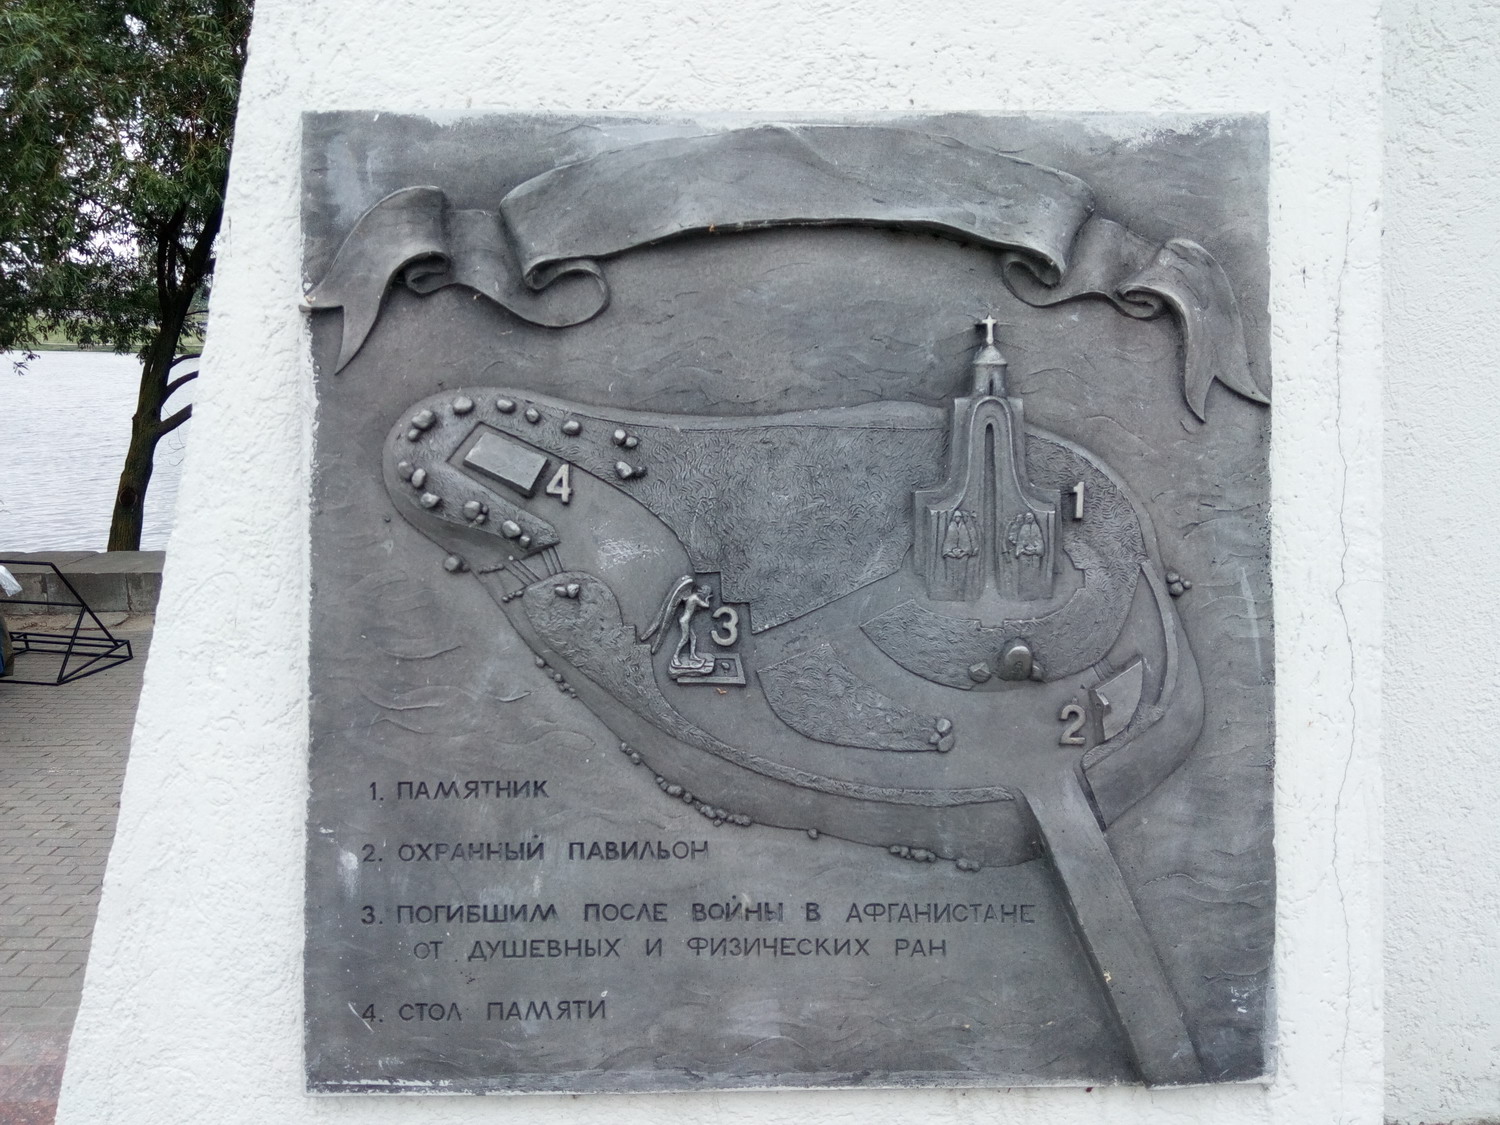 4
1
3
2
1. ПАМЯТНИК
2. ОХРАННЫЙ ПАВИЛЬОН
3. ПОГИБШИМ ПОСЛЕ ВОЙНЫ В АФГАНИСТАНЕ
ОТ ДУШЕВНЫХ И ФИЗИЧЕСКИХ РАН
4. СТОЛ ПАМЯТИ